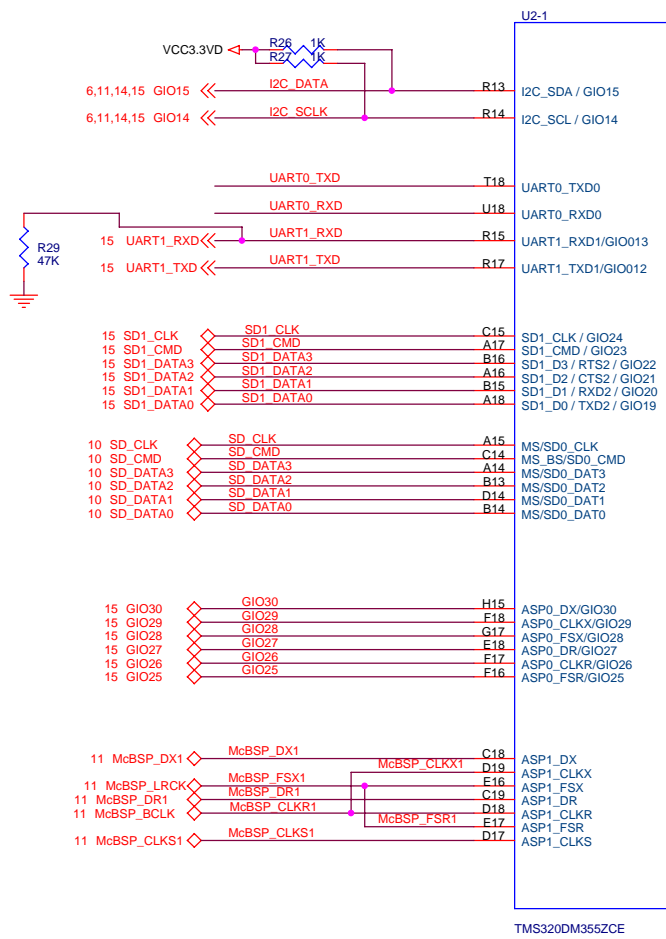 U2-1
R26 1K
VCC3.3VD
R27 1K
6,11,14,15 GIO15 I2C_DATA R13 I2C_SDA / GIO15
6,11,14,15 GIO14 I2C_SCLK R14 I2C_SCL / GIO14
UART0_TXD T18 UART0_TXD0
UART0_RXD U18 UART0_RXD0
15 UART1_RXD UART1_RXD R15 UART1_RXD1/GIO013
R29
47K
15 UART1_TXD UART1_TXD R17 UART1_TXD1/GIO012
15 SD1_CLK SD1_CLK C15 SD1_CLK / GIO24
15 SD1_CMD SD1_CMD A17 SD1_CMD / GIO23
15 SD1_DATA3 SD1_DATA3 B16 SD1_D3 / RTS2 / GIO22
15 SD1_DATA2 SD1_DATA2 A16 SD1_D2 / CTS2 / GIO21
15 SD1_DATA1 SD1_DATA1 B15 SD1_D1 / RXD2 / GIO20
15 SD1_DATA0 SD1_DATA0 A18 SD1_D0 / TXD2 / GIO19
10 SD_CLK SD_CLK A15 MS/SD0_CLK
10 SD_CMD SD_CMD C14 MS_BS/SD0_CMD
10 SD_DATA3 SD_DATA3 A14 MS/SD0_DAT3
10 SD_DATA2 SD_DATA2 B13 MS/SD0_DAT2
10 SD_DATA1 SD_DATA1 D14 MS/SD0_DAT1
10 SD_DATA0 SD_DATA0 B14 MS/SD0_DAT0
15 GIO30 GIO30 H15 ASP0_DX/GIO30
15 GIO29 GIO29 F18 ASP0_CLKX/GIO29
15 GIO28 GIO28 G17 ASP0_FSX/GIO28
15 GIO27 GIO27 E18 ASP0_DR/GIO27
15 GIO26 GIO26 F17 ASP0_CLKR/GIO26
15 GIO25 GIO25 F16 ASP0_FSR/GIO25
11 McBSP_DX1 McBSP_DX1 C18 ASP1_DX
McBSP_CLKX1 D19 ASP1_CLKX
11 McBSP_LRCK McBSP_FSX1 E16 ASP1_FSX
11 McBSP_DR1 McBSP_DR1 C19 ASP1_DR
11 McBSP_BCLK McBSP_CLKR1 D18 ASP1_CLKR
McBSP_FSR1 E17 ASP1_FSR
11 McBSP_CLKS1 McBSP_CLKS1 D17 ASP1_CLKS
TMS320DM355ZCE